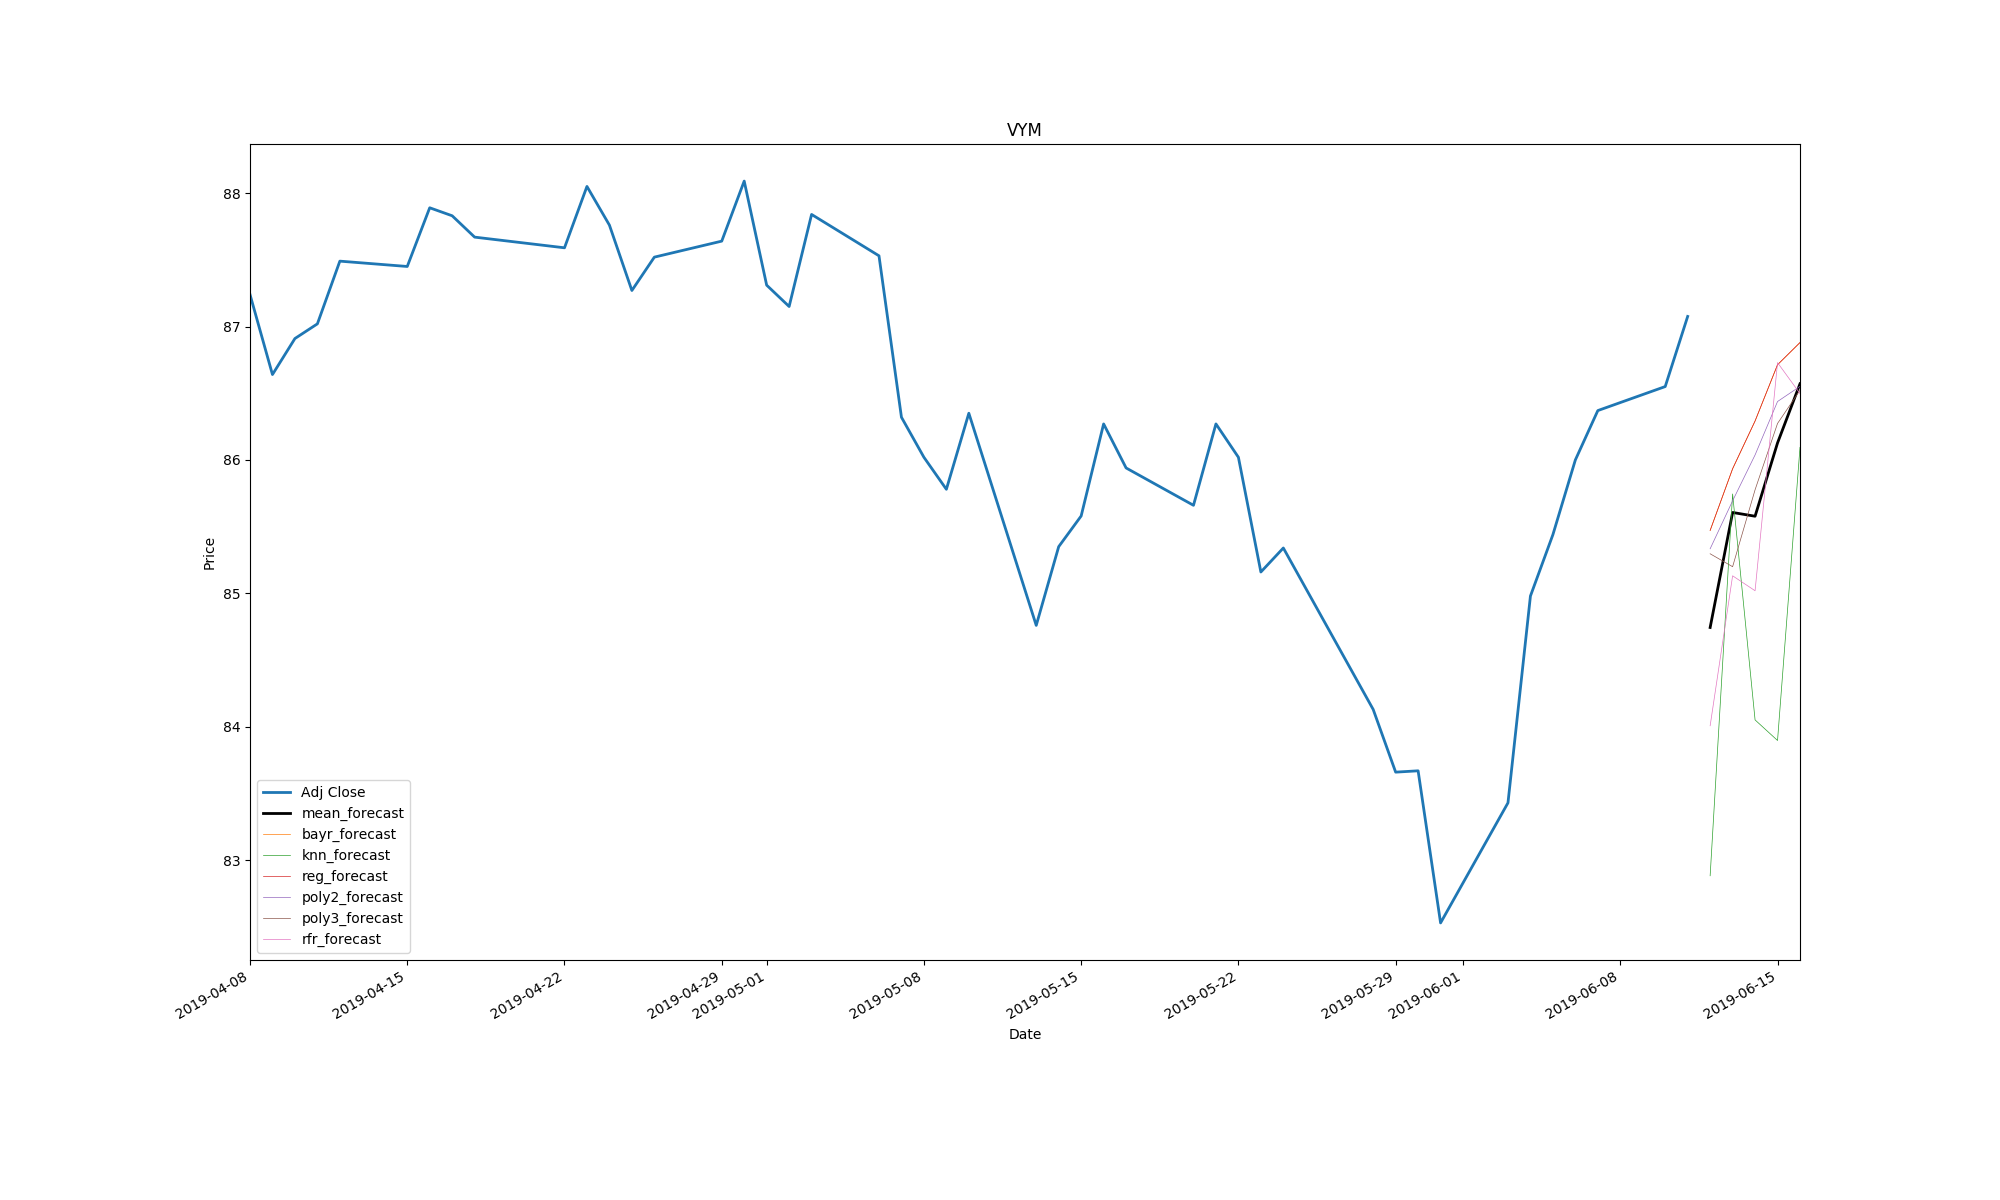 VYM
88
87
86
85
84
83
Price
Adj Close
mean_forecast
bayr_forecast
knn_forecast
reg_forecast
poly2_forecast
poly3_forecast
rfr_forecast
2019-04-08
2019-04-15
2019-04-22
2019-04-29
2019-05-01
2019-05-08
2019-05-15
2019-05-22
2019-05-29
2019-06-01
2019-06-08
2019-06-15
Date